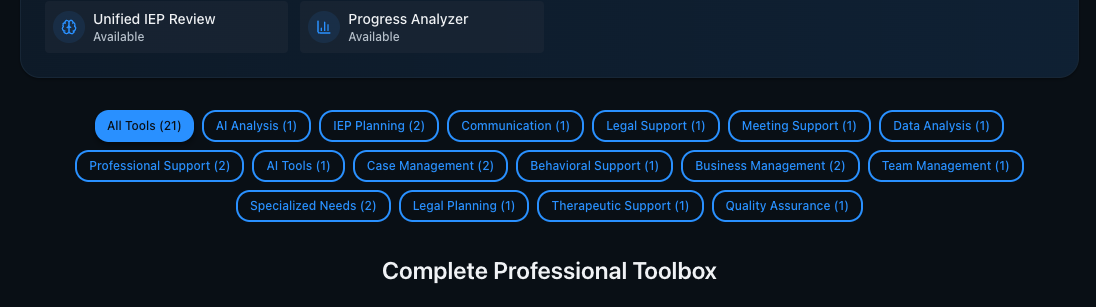 Unified IEP Review
Available
Progress Analyzer
Available
All Tools (21)
AI Analysis (1)
IEP Planning (2)
Communication (1)
Legal Support (1)
Meeting Support (1)
Data Analysis (1)
Professional Support (2)
AI Tools (1)
Case Management (2)
Behavioral Support (1)
Business Management (2)
Team Management (1)
Specialized Needs (2)
Legal Planning (1)
Therapeutic Support (1)
Quality Assurance (1)
Complete Professional Toolbox